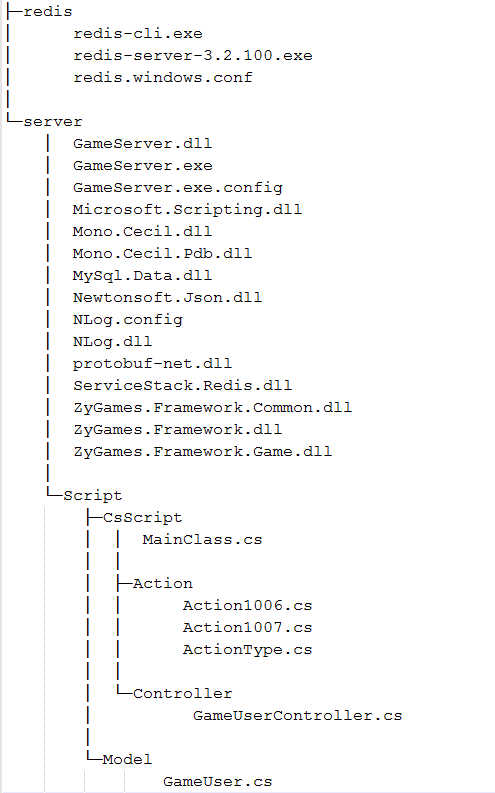 redis
redis-cli.exe
redis-server-3.2.100.exe
redis.windows.conf
server
GameServer.dll
GameServer.exe
GameServer.exe.config
Microsoft.Scripting.dll
Mono.Cecil.dll
Mono.Cecil.Pdb.dll
MySql.Data.dll
Newtonsoft.Json.dll
NLog.config
NLog.dll
protobuf-net.dll
ServiceStack.Redis.dll
ZyGames.Framework.Common.dll
ZyGames.Framework.dll
ZyGames.Framework.Game.dll
Script
CsScript
MainClass.cs
Action
Action1006.cs
Action1007.cs
ActionType.cs
Controller
GameUserController.cs
Model
GameUser.cs